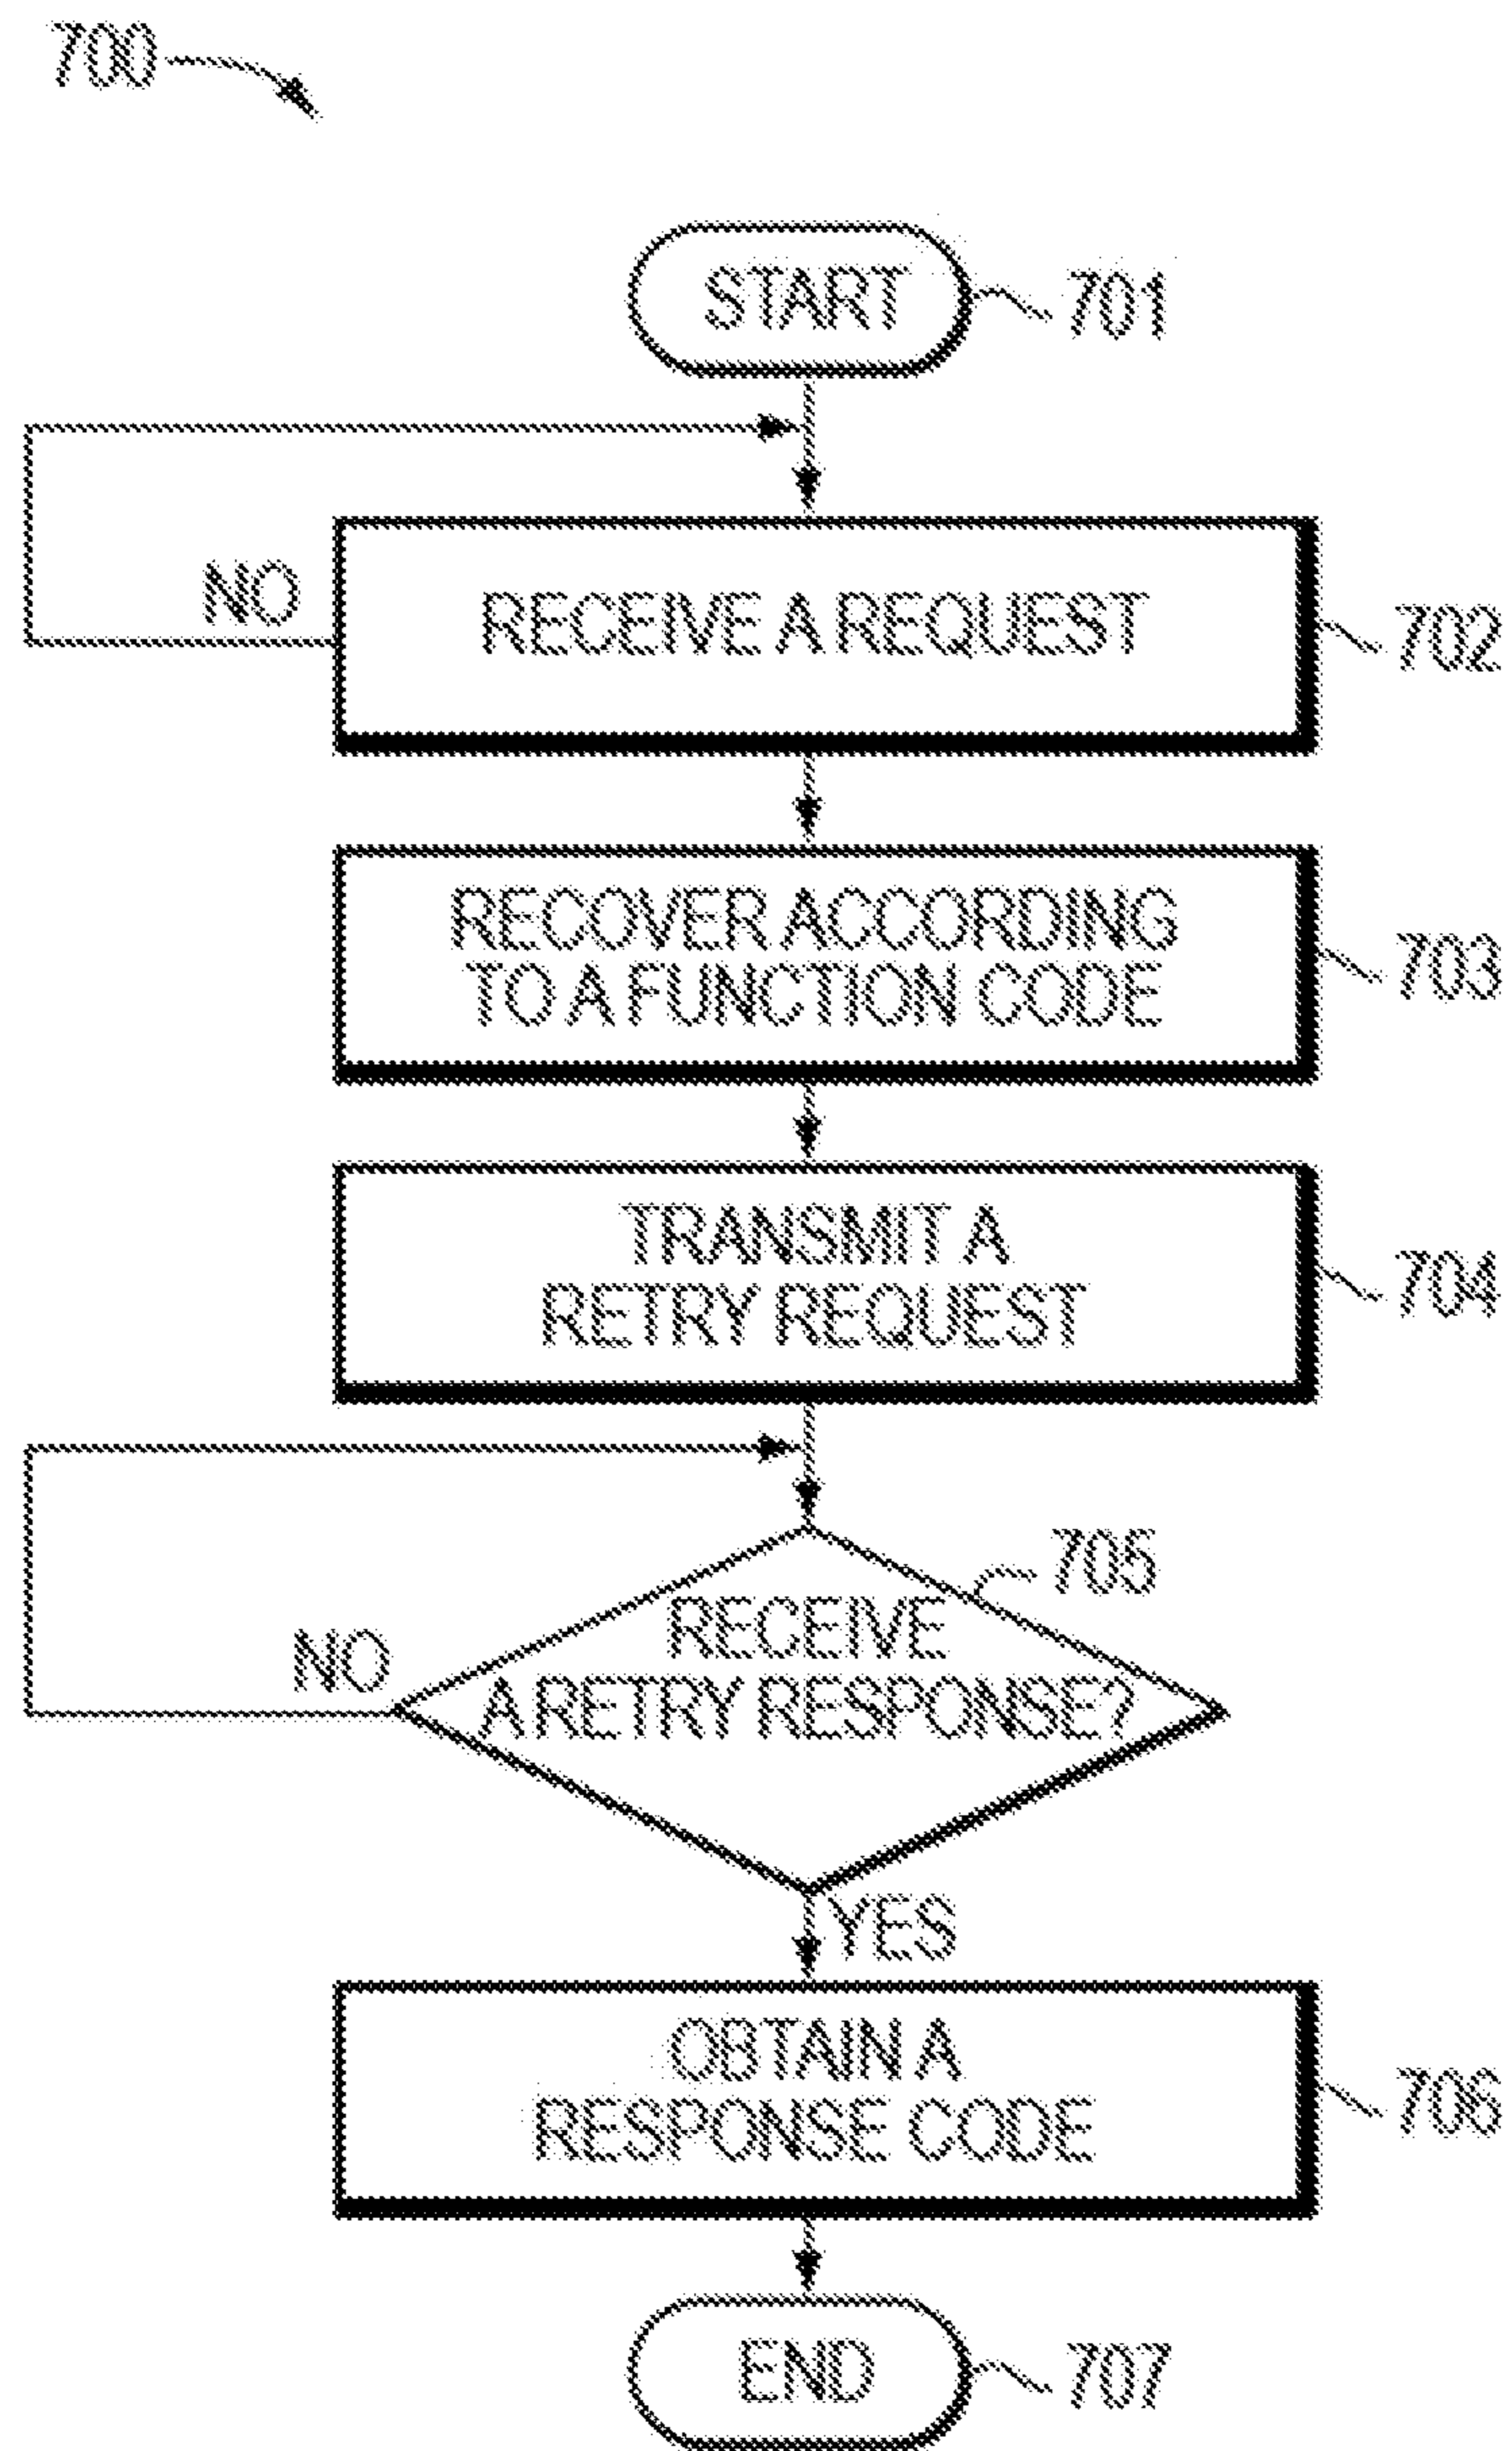 700
START
701
NO
RECEIVE A REQUEST
702
RECOVER ACCORDING
TO A FUNCTION CODE
703
TRANSMIT A
RETRY REQUEST
704
705
RECEIVE
A RETRY RESPONSE?
NO
YES
OBTAIN A
RESPONSE CODE
706
END
707